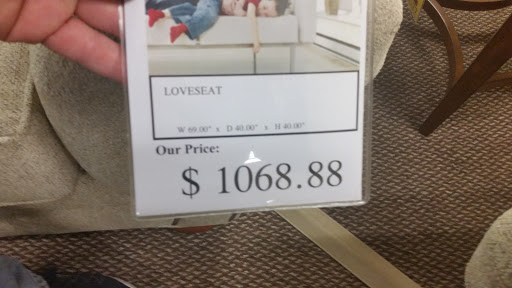 LOVESEAT
W 69.00" x D 40.00" x H 40.00"
Our Price:
$ 1068.88